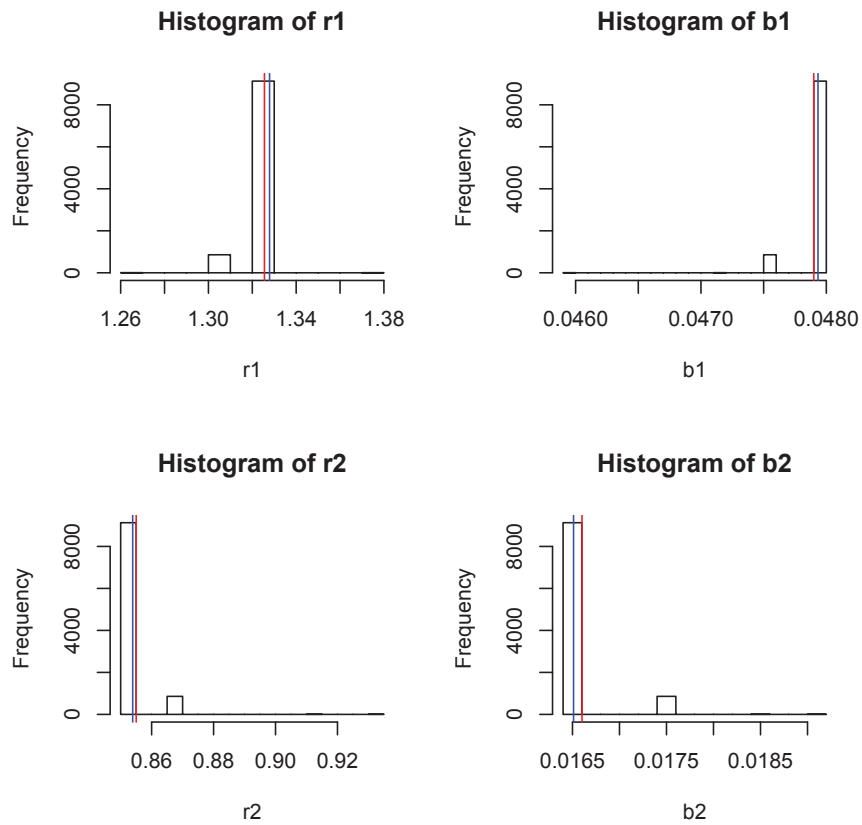 Histogram of r1
Frequency
0 4000 8000
1.26 1.30 1.34 1.38
r1
Histogram of b1
Frequency
0 4000 8000
0.0460 0.0470 0.0480
b1
Histogram of r2
Frequency
0 4000 8000
0.86 0.88 0.90 0.92
r2
Histogram of b2
Frequency
0 4000 8000
0.0165 0.0175 0.0185
b2